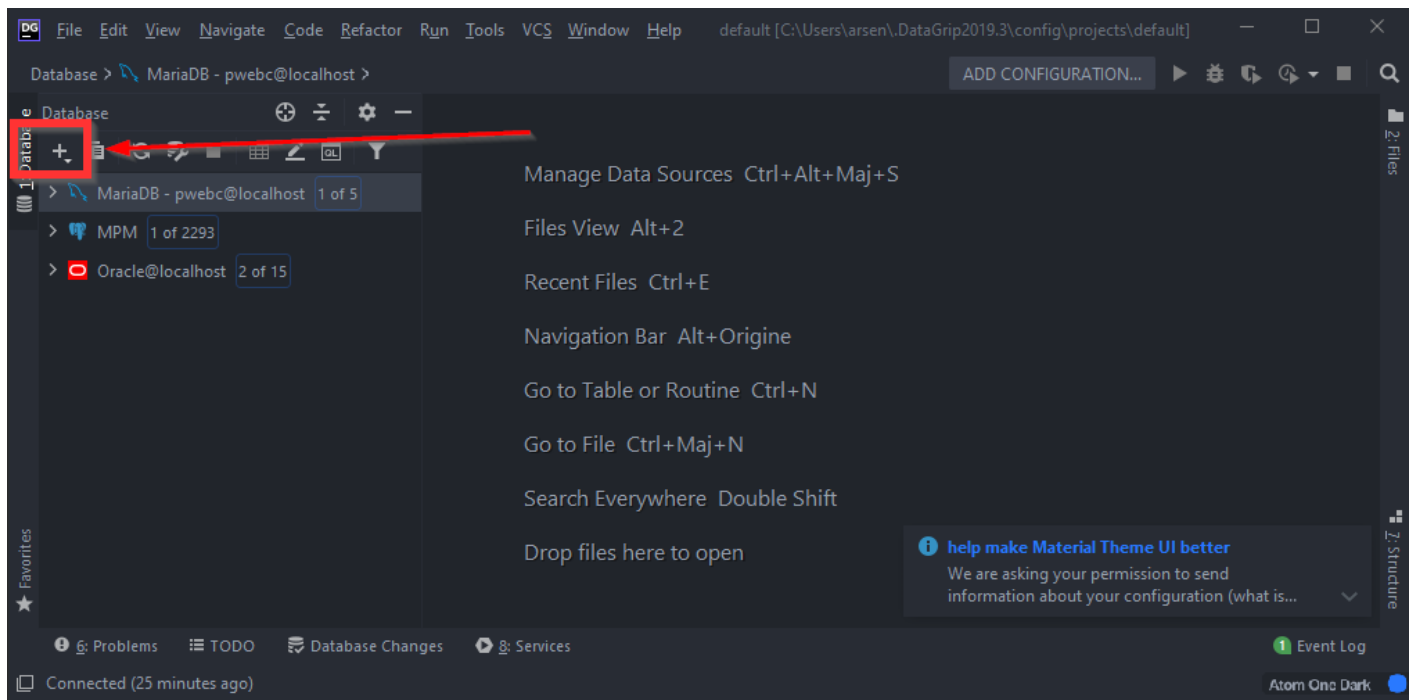 DG File Edit View Navigate Code Refactor Run Tools VCS Window Help default [C:\Users\arsen\.DataGrip2019.3\config\projects\default]
Database > MariaDB - pwebc@localhost >
ADD CONFIGURATION...
1: Database
Database
QL
MariaDB - pwebc@localhost 1 of 5
MPM 1 of 2293
Oracle@localhost 2 of 15
Manage Data Sources Ctrl+Alt+Maj+S
Files View Alt+2
Recent Files Ctrl+E
Navigation Bar Alt+Origine
Go to Table or Routine Ctrl+N
Go to File Ctrl+Maj+N
Search Everywhere Double Shift
Drop files here to open
2: Files
7: Structure
Favorites
help make Material Theme UI better
We are asking your permission to send
information about your configuration (what is...
6: Problems TODO Database Changes 8: Services 1 Event Log
Connected (25 minutes ago) Atom One Dark